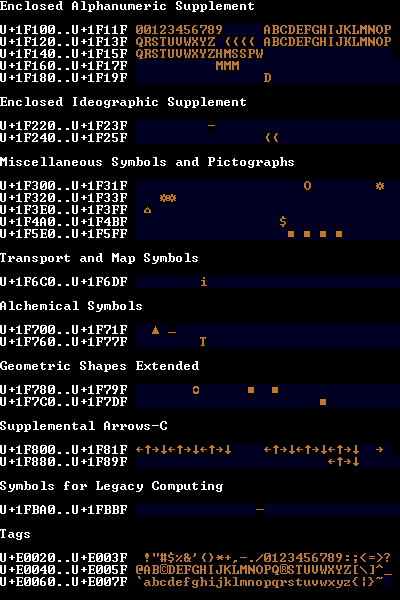 Enclosed Alphanumeric Supplement
U+1F100..U+1F11F 00123456789 ABCDEFGHIJKLMNOP
U+1F120..U+1F13F QRSTUVWXYZ (((( ABCDEFGHIJKLMNOP
U+1F140..U+1F15F QRSTUVWXYZHMSSPW
U+1F160..U+1F17F MMM
U+1F180..U+1F19F D
Enclosed Ideographic Supplement
U+1F220..U+1F23F —
U+1F240..U+1F25F ((
Miscellaneous Symbols and Pictographs
U+1F300..U+1F31F O ☼
U+1F320..U+1F33F ☼☼
U+1F3E0..U+1F3FF ⌂
U+1F4A0..U+1F4BF $
U+1F5E0..U+1F5FF ■ ■ ■ ■
Transport and Map Symbols
U+1F6C0..U+1F6DF i
Alchemical Symbols
U+1F700..U+1F71F ▲ _
U+1F760..U+1F77F T
Geometric Shapes Extended
U+1F780..U+1F79F o ■ ■
U+1F7C0..U+1F7DF ■
Supplemental Arrows-C
U+1F800..U+1F81F ←↑→↓←↑→↓←↑→↓ ←↑→↓←↑→↓←↑→↓ →
U+1F880..U+1F89F ←↑→↓
Symbols for Legacy Computing
U+1FBA0..U+1FBBF —
Tags
U+E0020..U+E003F !"#$%&'()*+,-./0123456789:;<=>?
U+E0040..U+E005F @ABCDEFGHIJKLMNOPQRSTUVWXYZ[\]^_
U+E0060..U+E007F `abcdefghijklmnopqrstuvwxyz{|}~